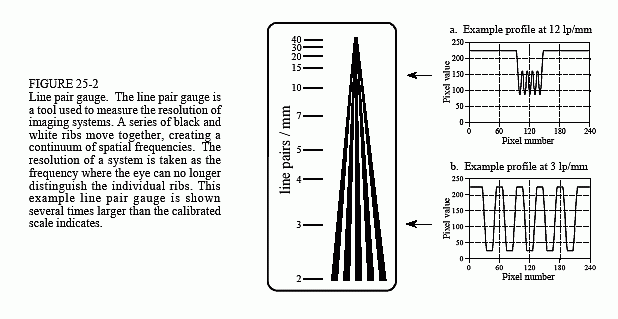 FIGURE 25-2
Line pair gauge. The line pair gauge is
a tool used to measure the resolution of
imaging systems. A series of black and
white ribs move together, creating a
continuum of spatial frequencies. The
resolution of a system is taken as the
frequency where the eye can no longer
distinguish the individual ribs. This
example line pair gauge is shown
several times larger than the calibrated
scale indicates.
line pairs / mm
40
30
20
15
10
7
5
4
3
2
a. Example profile at 12 lp/mm
Pixel value
250
200
150
100
50
0
0 60 120 180 240
Pixel number
b. Example profile at 3 lp/mm
Pixel value
250
200
150
100
50
0
0 60 120 180 240
Pixel number